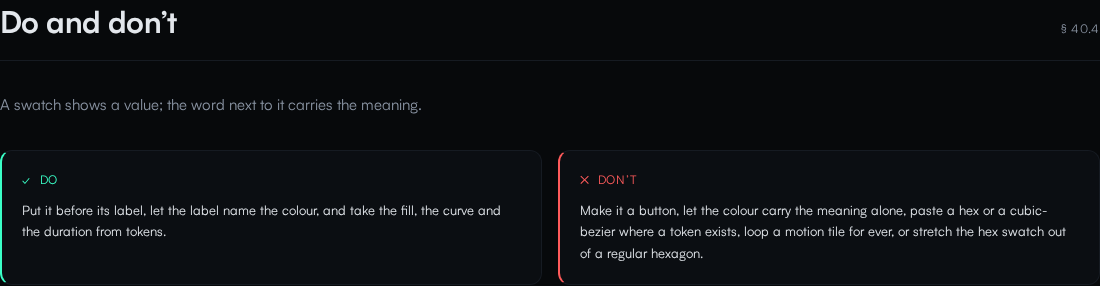 Do and don’t
§ 40.4
A swatch shows a value; the word next to it carries the meaning.
✓ DO
Put it before its label, let the label name the colour, and take the fill, the curve and
the duration from tokens.
✕ DON’T
Make it a button, let the colour carry the meaning alone, paste a hex or a cubic-
bezier where a token exists, loop a motion tile for ever, or stretch the hex swatch out
of a regular hexagon.